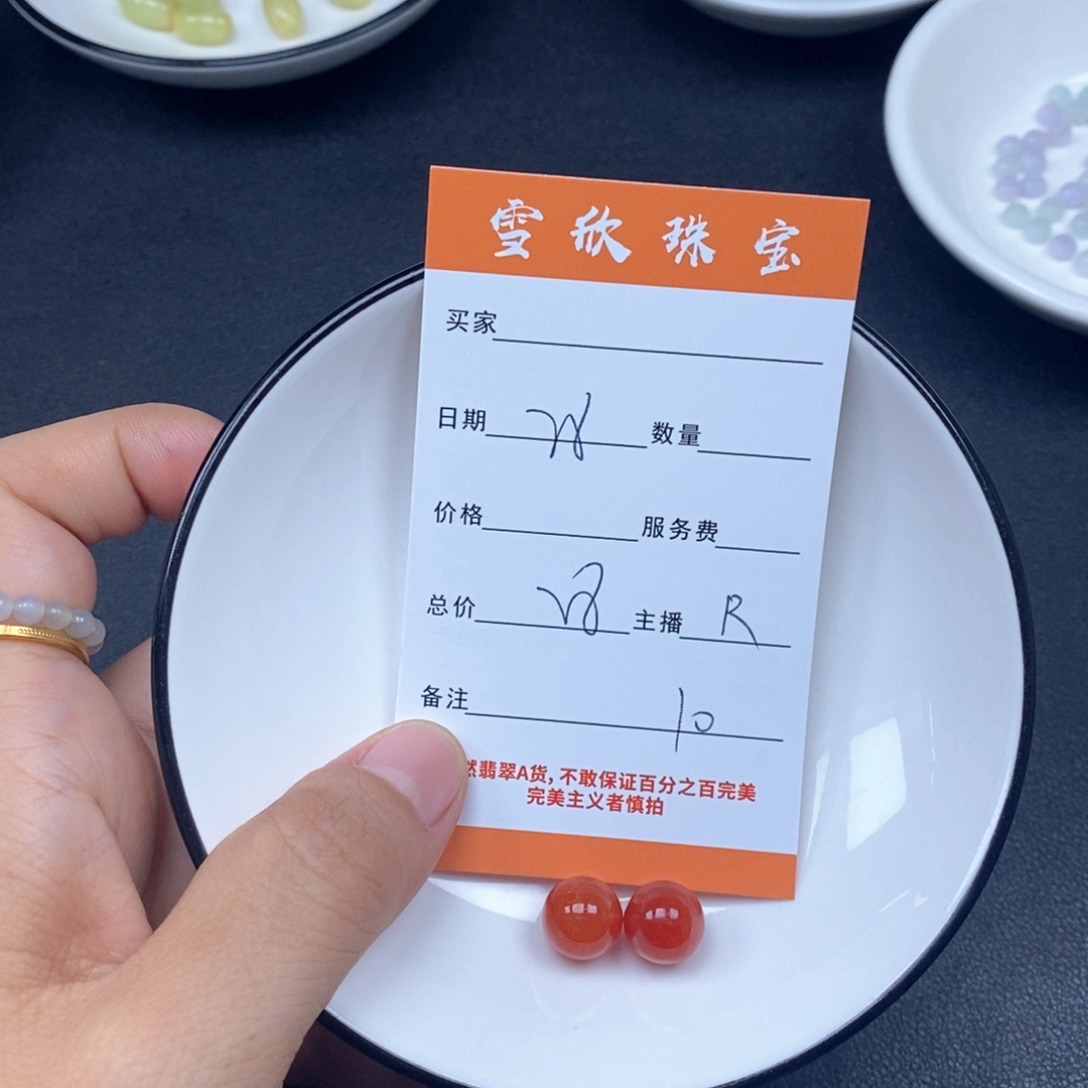 雪欣珠宝
买家
日期 数量
价格 服务费
总价 主播 R
备注 10
然翡翠A货，不敢保证百分之百完美
完美主义者慎拍